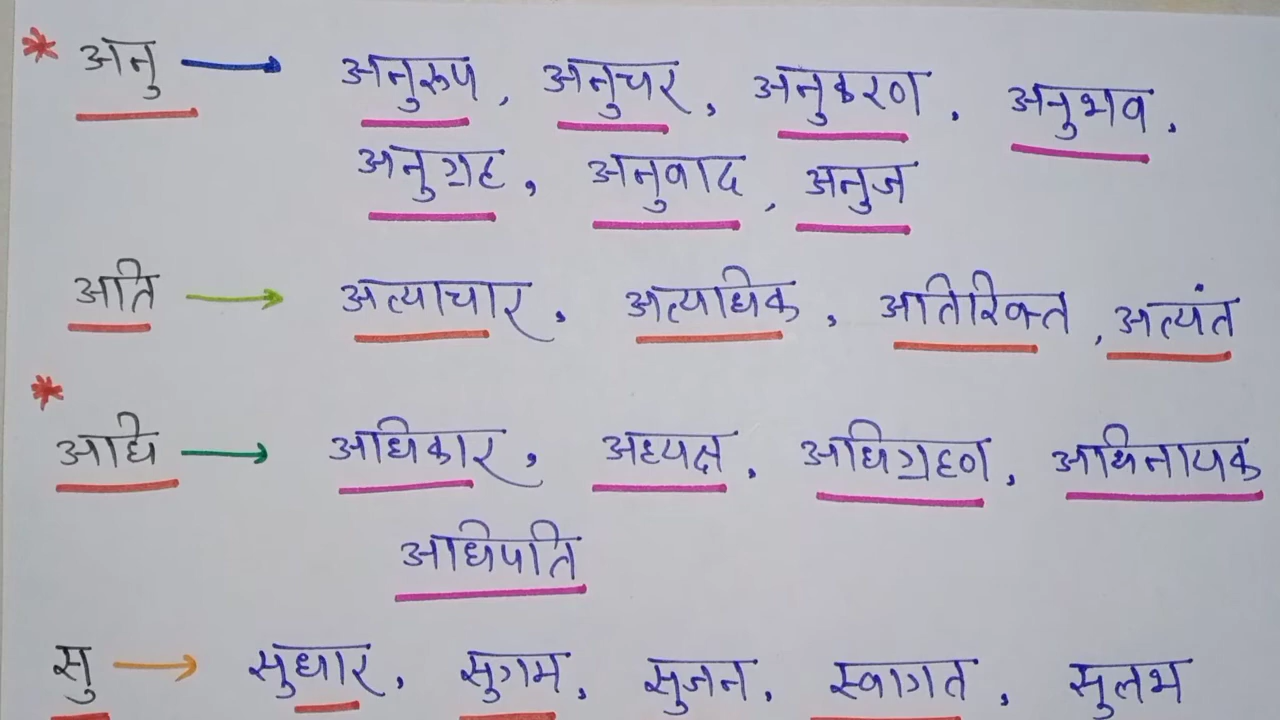 * अनु → अनुरूप, अनुचर, अनुकरण, अनुभव,
अनुग्रह, अनुवाद, अनुज
अति → अत्याचार, अत्याधिक, अतिरिक्त, अत्यंत
* अधि → अधिकार, अध्यक्ष, अधिग्रहण, अधिनायक
अधिपति
सु → सुधार, सुगम, सुजन, स्वागत, सुलभ